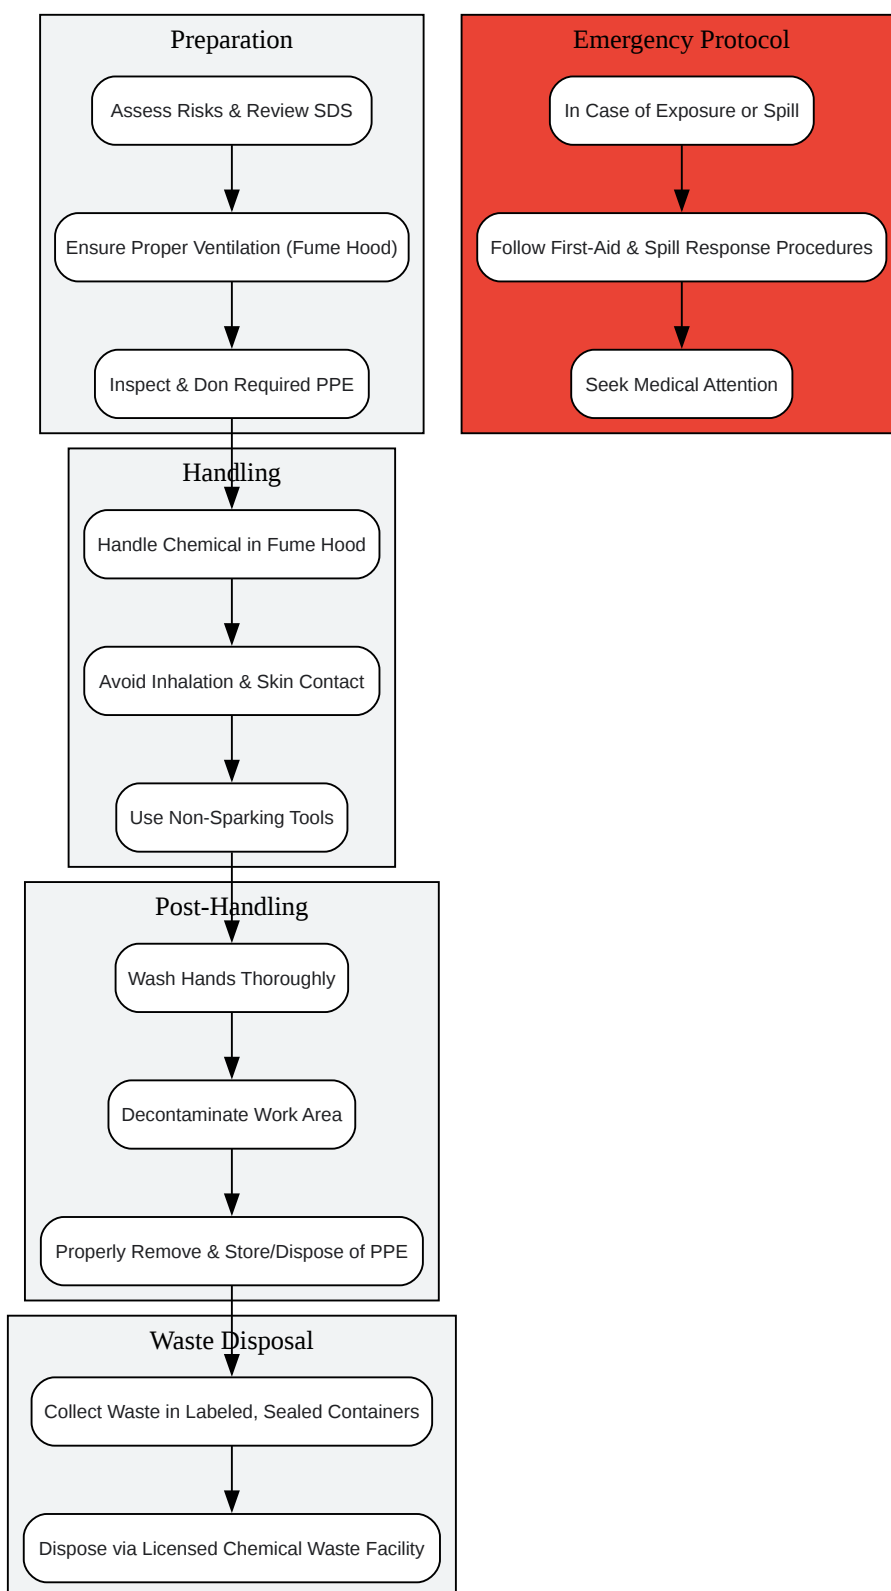 Preparation
Assess Risks & Review SDS
Ensure Proper Ventilation (Fume Hood)
Inspect & Don Required PPE
Handling
Handle Chemical in Fume Hood
Avoid Inhalation & Skin Contact
Use Non-Sparking Tools
Post-Handling
Wash Hands Thoroughly
Decontaminate Work Area
Properly Remove & Store/Dispose of PPE
Waste Disposal
Collect Waste in Labeled, Sealed Containers
Dispose via Licensed Chemical Waste Facility
Emergency Protocol
In Case of Exposure or Spill
Follow First-Aid & Spill Response Procedures
Seek Medical Attention